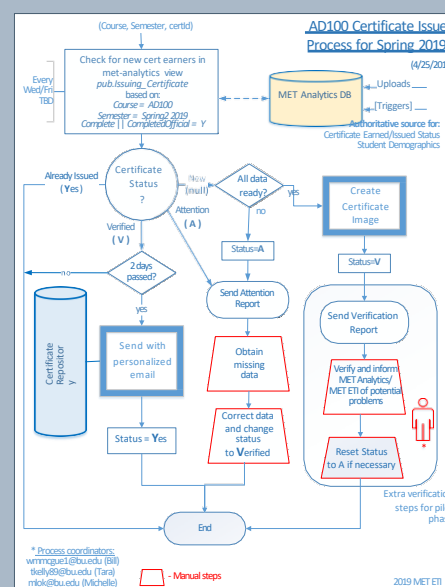 (Course, Semester, certId)
AD100 Certificate Issue
Process for Spring 2019
(4/25/201
Check for new cert earners in
met-analytics view
pub.Issuing_Certificate
based on:
Course = AD100
Semester = Spring2 2019
Complete || CompletedOfficial = Y
Every
Wed/Fri
TBD
MET Analytics DB
Uploads
[Triggers]
Authoritative source for:
Certificate Earned/Issued Status
Student Demographics
Already Issued
(Yes)
Certificate
Status
?
New
(null)
All data
ready?
yes
no
Create
Certificate
Image
Attention
(A)
Verified
(V)
Status=A
Status=V
no
2 days
passed?
yes
Send Attention
Report
Send Verification
Report
Certificate
Repositor
y
Send with
personalized
email
Obtain
missing
data
Verify and inform
MET Analytics/
MET ETI of potential
problems
Status = Yes
Correct data
and change
status
to Verified
Reset Status
to A if necessary
Extra verificatio
steps for pil
phas
End
* Process coordinators:
wmmcgue1@bu.edu (Bill)
tkelly89@bu.edu (Tara)
mlok@bu.edu (Michelle)
- Manual steps
2019 MET ETI